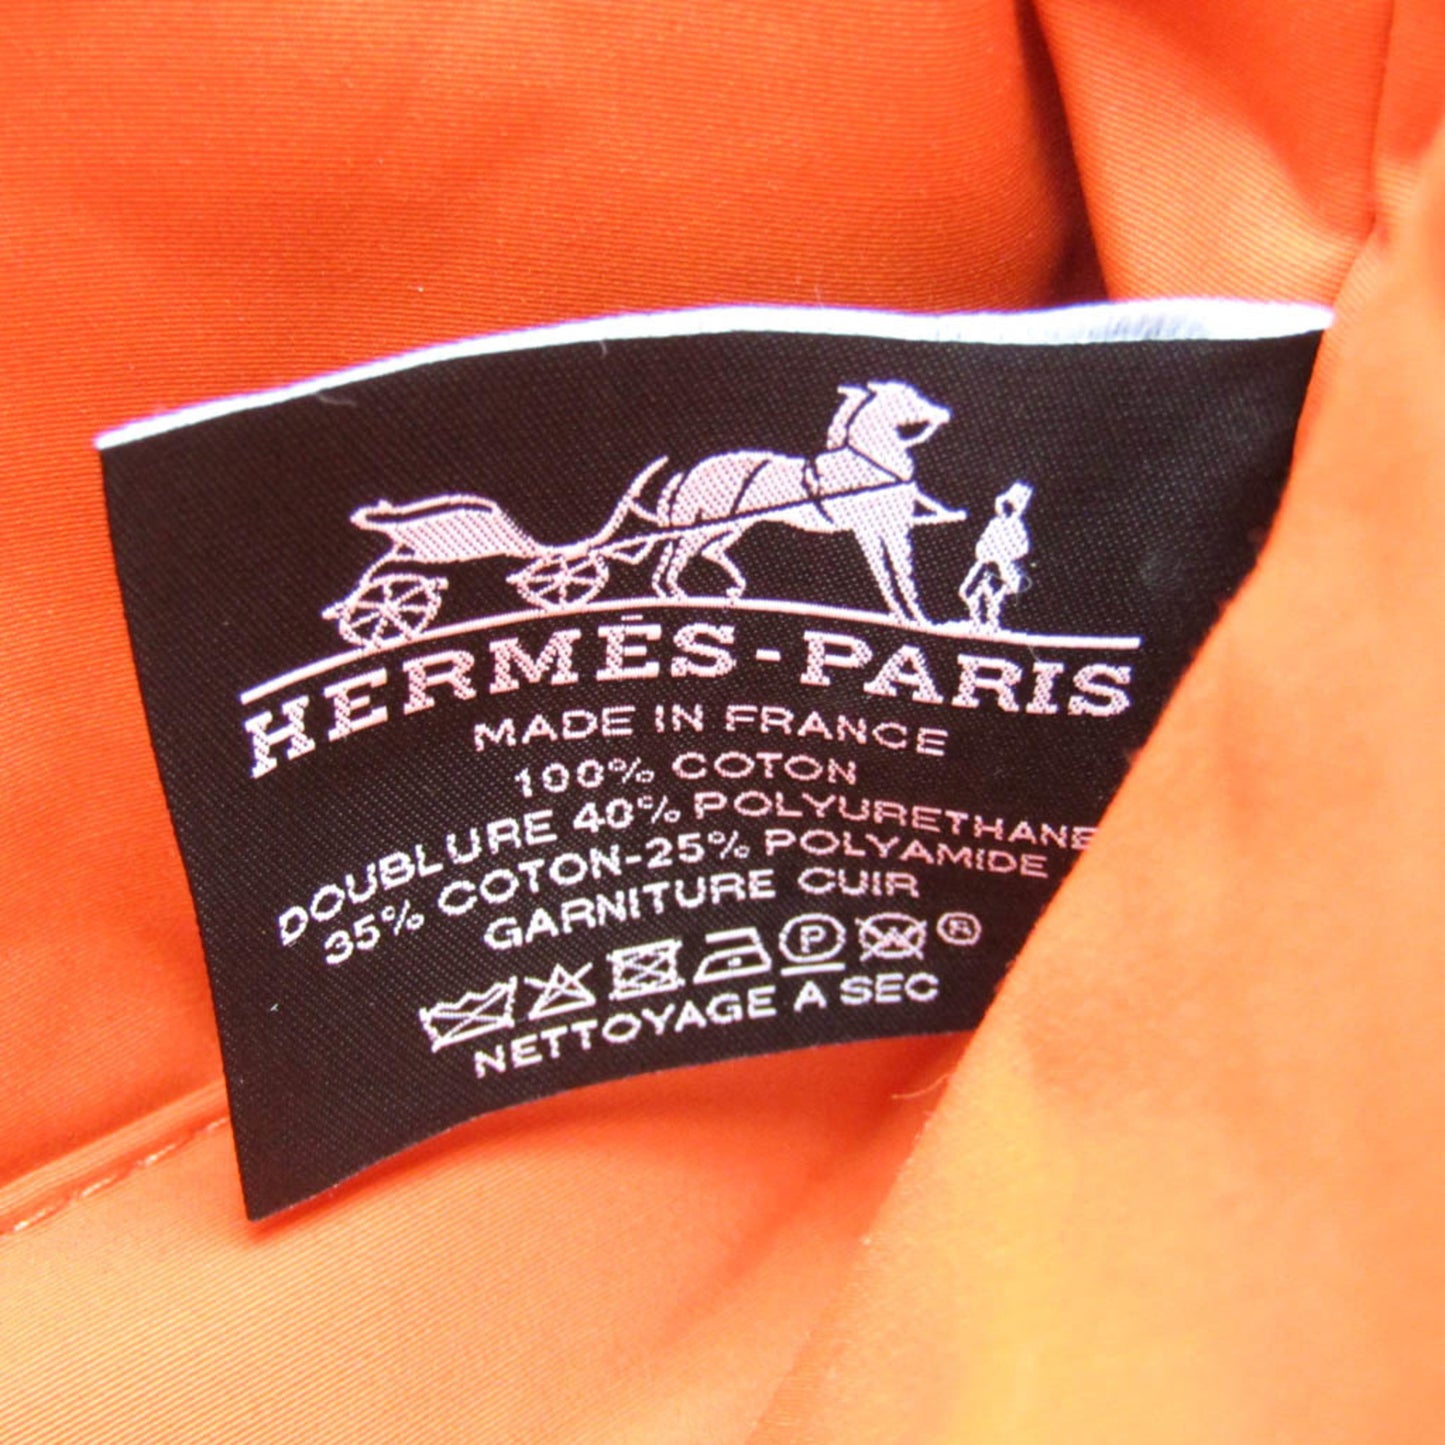 HERMÈS-PARIS
MADE IN FRANCE
100% COTON
DOUBLURE 40% POLYURETHANE
35% COTON-25% POLYAMIDE
GARNITURE CUIR
P W ®
NETTOYAGE A SEC